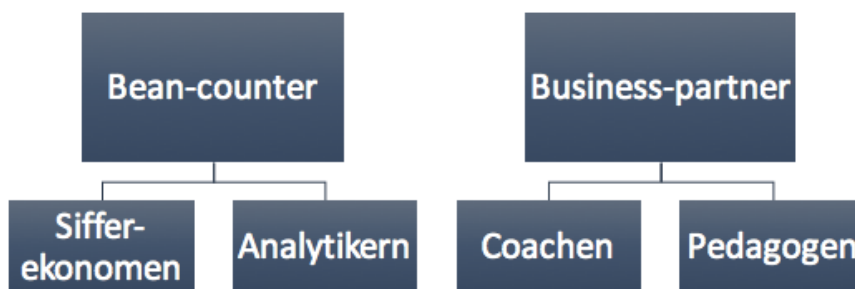 Bean-counter
Business-partner
Siffer-
ekonomen
Analytikern
Coachen
Pedagogen